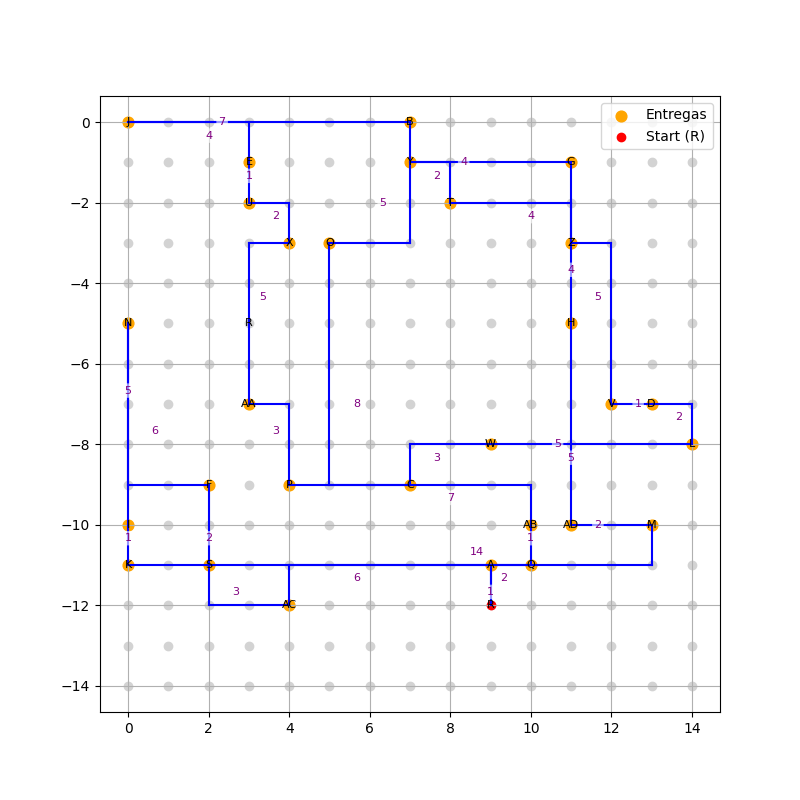 Entregas
Start (R)
0
−2
−4
−6
−8
−10
−12
−14
0
2
4
6
8
10
12
14
J
7
B
4
E
Y
4
G
1
2
U
2
5
T
4
X
O
Z
4
5
5
N
R
H
5
AA
8
V
1
D
2
6
3
W
5
L
3
5
F
P
C
7
I
AB
AD
2
M
1
2
1
14
K
S
A
Q
6
2
3
1
AC